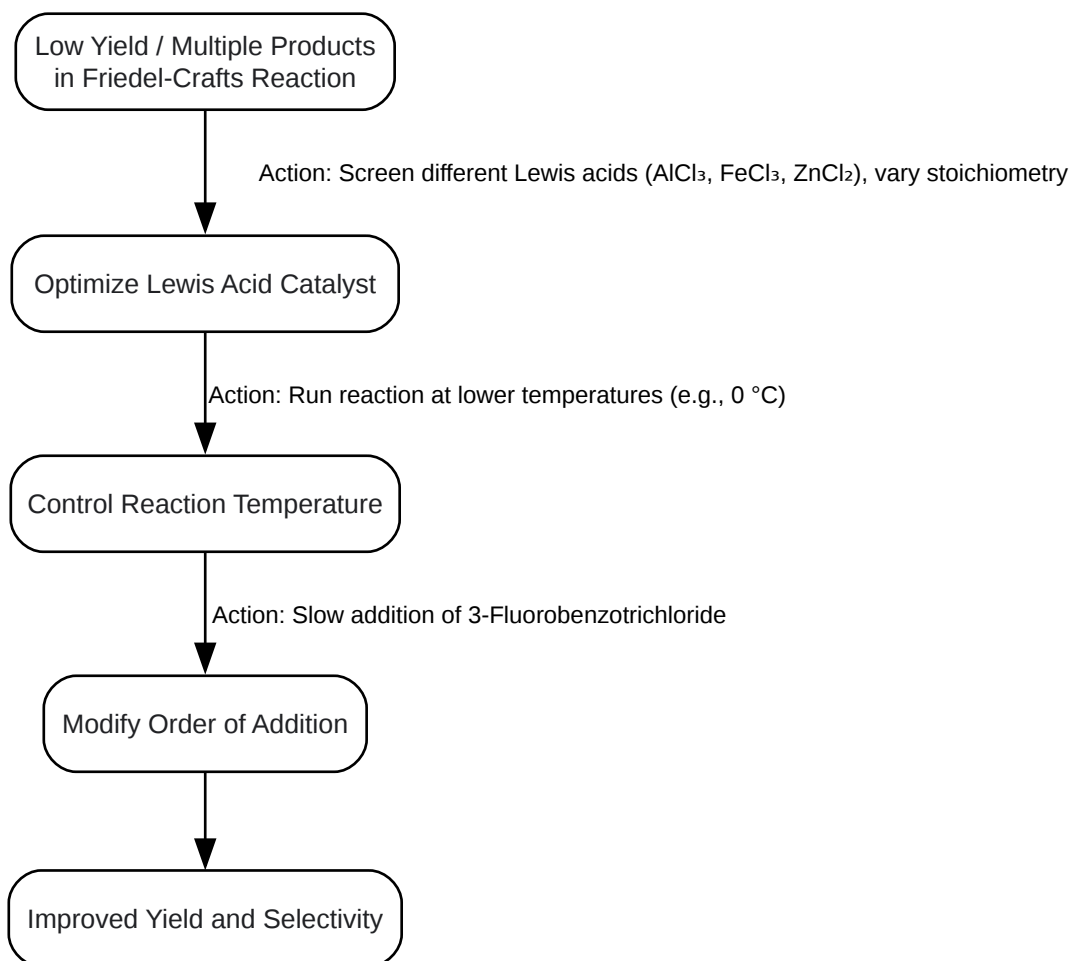 Low Yield / Multiple Products
in Friedel-Crafts Reaction
Action: Screen different Lewis acids (AlCl₃, FeCl₃, ZnCl₂), vary stoichiometry
Optimize Lewis Acid Catalyst
Action: Run reaction at lower temperatures (e.g., 0 °C)
Control Reaction Temperature
Action: Slow addition of 3-Fluorobenzotrichloride
Modify Order of Addition
Improved Yield and Selectivity